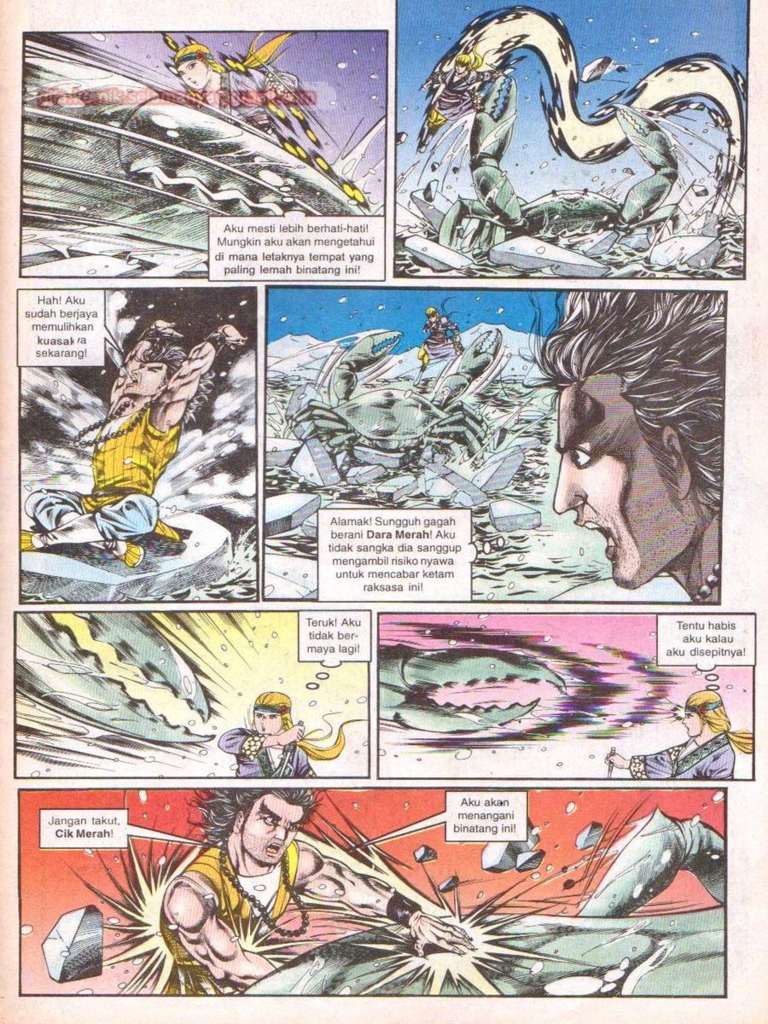 Aku mesti lebih berhati-hati!
Mungkin aku akan mengetahui
di mana letaknya tempat yang
paling lemah binatang ini!
Hah! Aku
sudah berjaya
memulihkan
sekarang!
Alamak! Sungguh gagah
berani Dara Merah! Aku
tidak sangka dia sanggup
mengambil risiko nyawa
untuk mencabar ketam
raksasa ini!
Teruk! Aku
tidak ber-
maya lagi!
Tentu habis
aku kalau
aku disepitnya!
Jangan takut,
Cik Merah!
Aku akan
menangani
binatang ini!